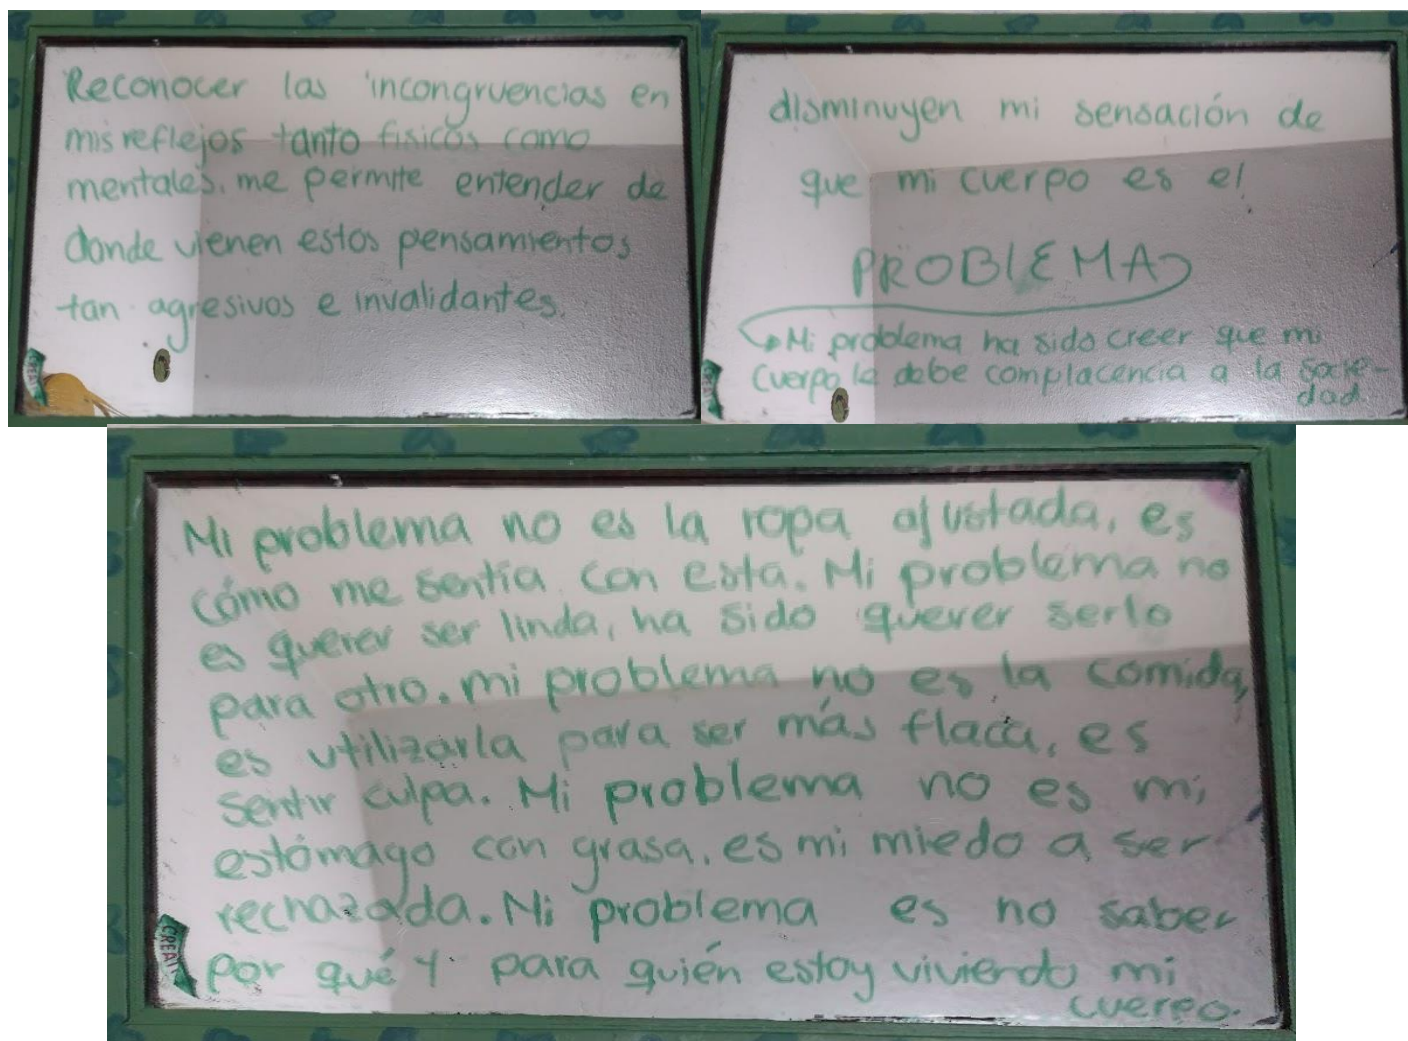 Reconocer las incongruencias en
mis reflejos tanto fisicos como
mentales, me permite entender de
donde vienen estos pensamientos
tan agresivos e invalidantes.
disminuyen mi sensación de
que mi cuerpo es el
PROBLEMA
Mi problema ha sido creer que mi
cuerpo le debe complacencia a la socie-
dad.
Mi problema no es la ropa ajustada, es
cómo me sentía con esta. Mi problema no
es querer ser linda, ha sido querer serlo
para otro. mi problema no es la comida,
es utilizarla para ser más flaca, es
sentir culpa. Mi problema no es mi
estómago con grasa, es mi miedo a ser
rechazada. Mi problema es no saber
por qué y para quién estoy viviendo mi
cuerpo.